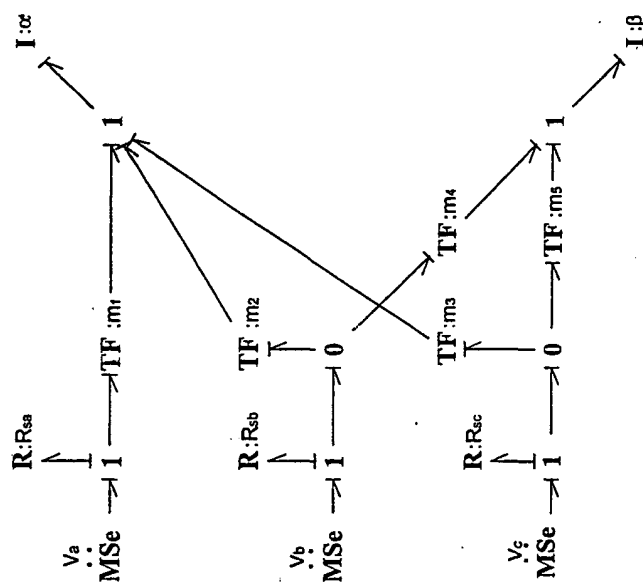 I :α
1
TF :m₁
R:Rsa
1
Va
MSe
TF :m₂
TF :m₄
R:Rsb
1
0
Vb
MSe
TF:m₃
R:Rsc
1
0
TF :m₅
1
Vc
MSe
I :β